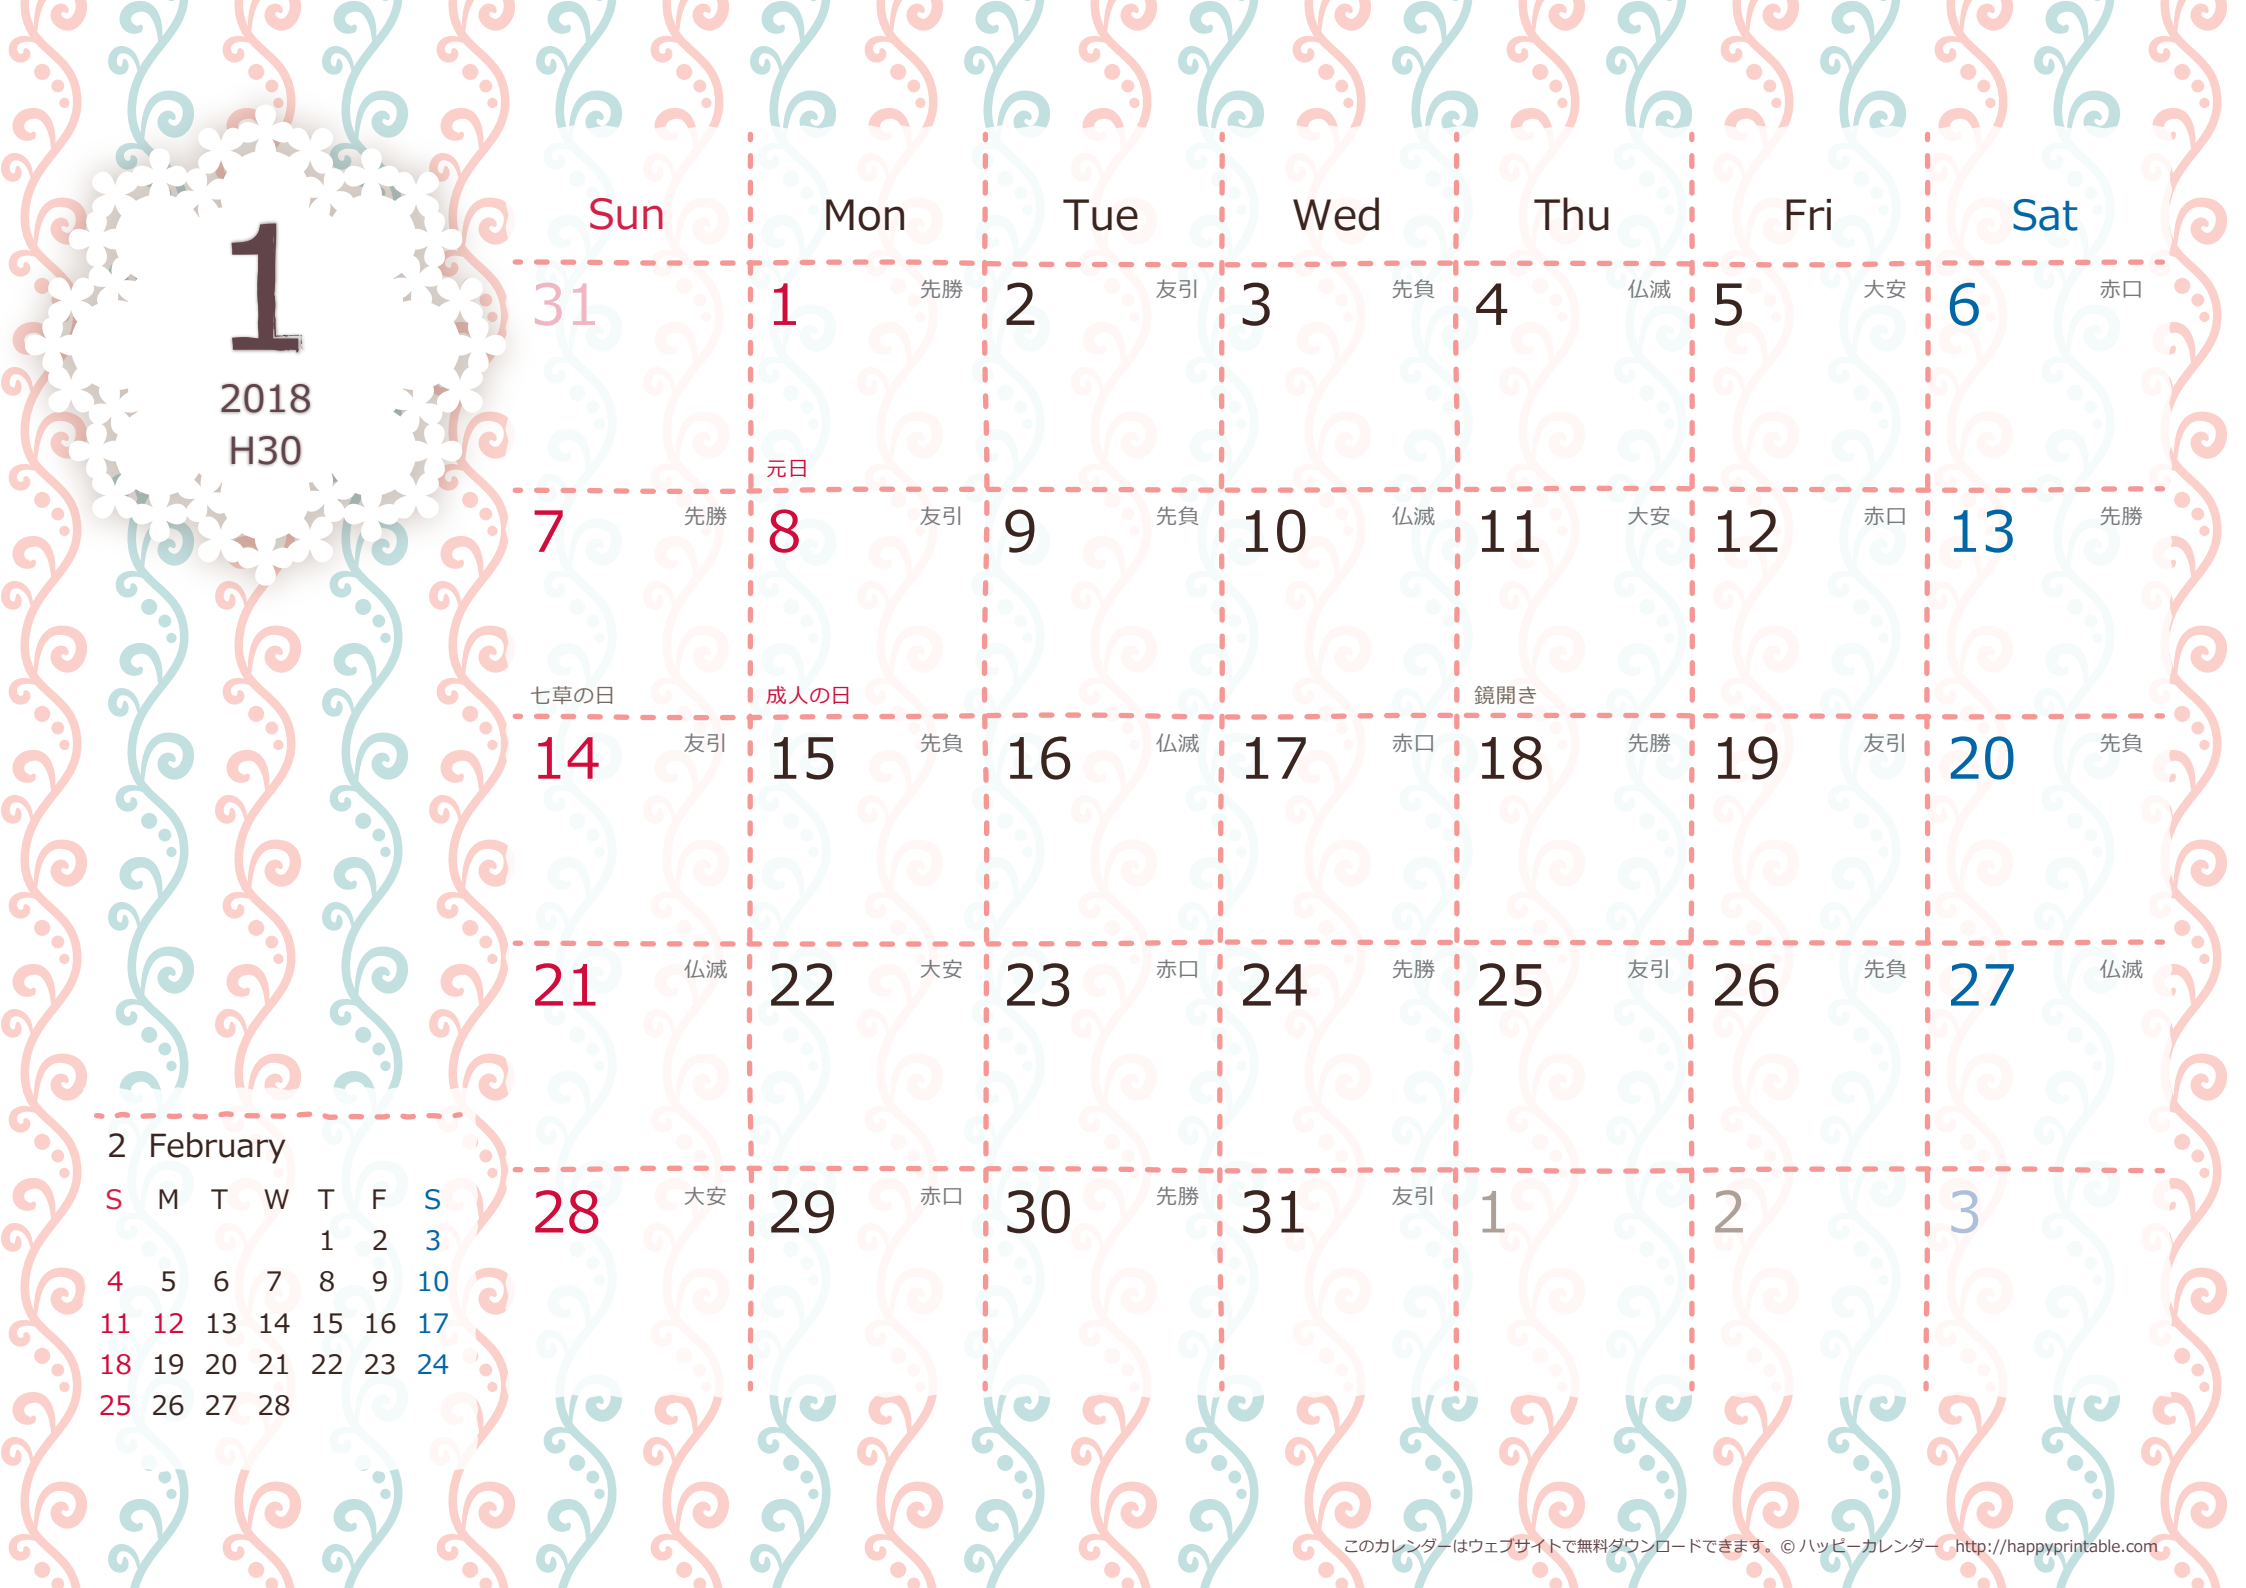 1
2018
H30
Sun Mon Tue Wed Thu Fri Sat
31 1 先勝 2 友引 3 先負 4 仏滅 5 大安 6 赤口
元日
7 先勝 8 友引 9 先負 10 仏滅 11 大安 12 赤口 13 先勝
七草の日 成人の日 鏡開き
14 友引 15 先負 16 仏滅 17 赤口 18 先勝 19 友引 20 先負
21 仏滅 22 大安 23 赤口 24 先勝 25 友引 26 先負 27 仏滅
28 大安 29 赤口 30 先勝 31 友引 1 2 3
2 February
S M T W T F S
1 2 3
4 5 6 7 8 9 10
11 12 13 14 15 16 17
18 19 20 21 22 23 24
25 26 27 28
このカレンダーはウェブサイトで無料ダウンロードできます。© ハッピーカレンダー http://happyprintable.com